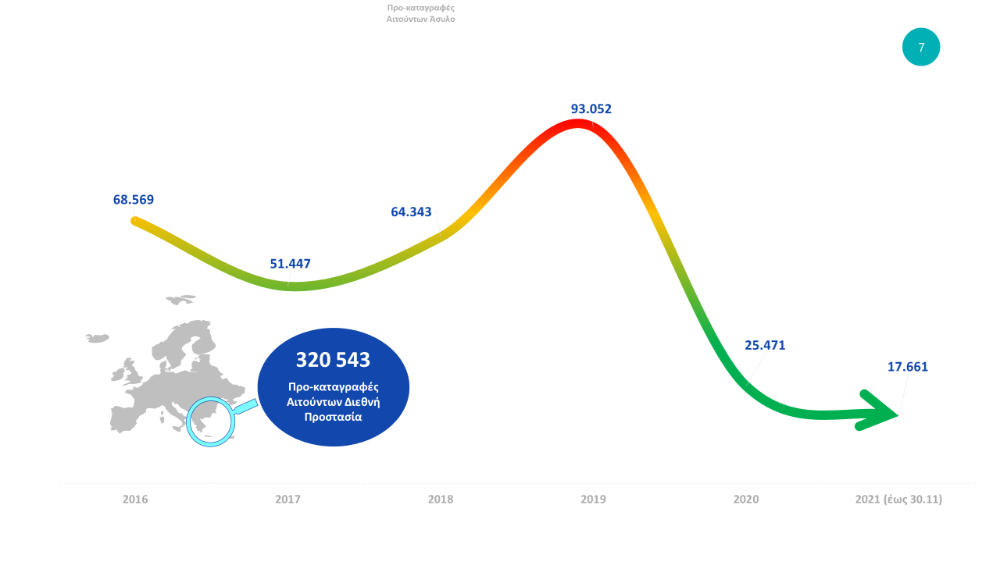 Προ-καταγραφές
Αιτούντων Άσυλο
7
93.052
68.569
64.343
51.447
25.471
17.661
320 543
Προ-καταγραφές
Αιτούντων Διεθνή
Προστασία
2016
2017
2018
2019
2020
2021 (έως 30.11)